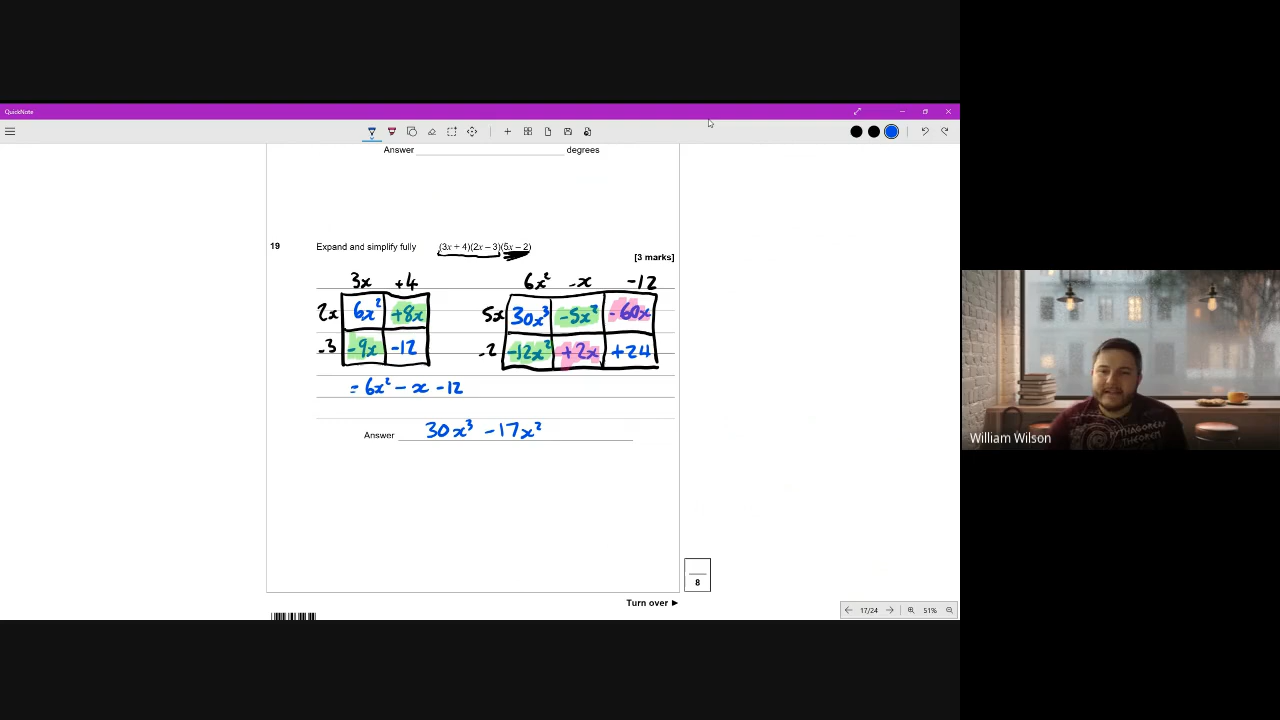 QuickNote
Answer degrees
19 Expand and simplify fully (3x + 4)(2x – 3)(5x – 2)
[3 marks]
3x +4
2x 6x² +8x
-3 -9x -12
= 6x² - x -12
6x² -x -12
5x 30x³ -5x² -60x
-2 -12x² +2x +24
Answer 30x³ -17x²
8
Turn over ►
17/24 51%
William Wilson
PYTHAGOREAN
THEOREM